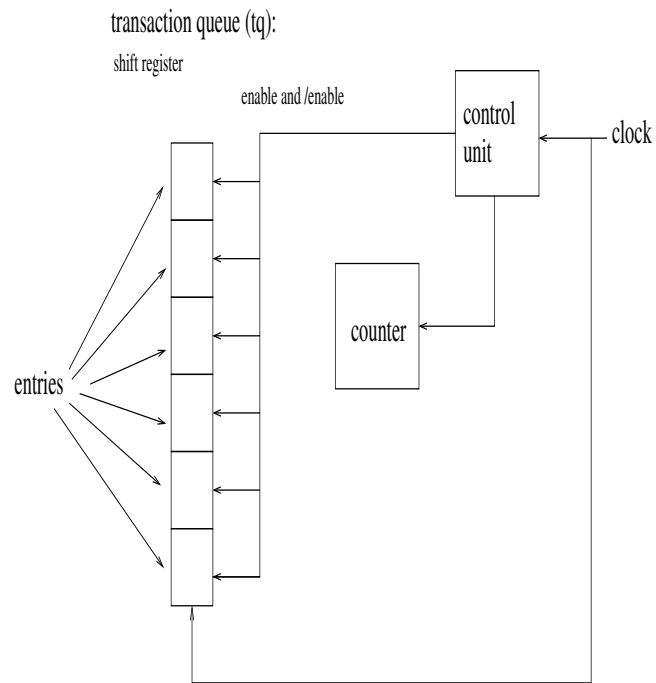 transaction queue (tq):
shift register
enable and /enable
control
unit
clock
counter
entries